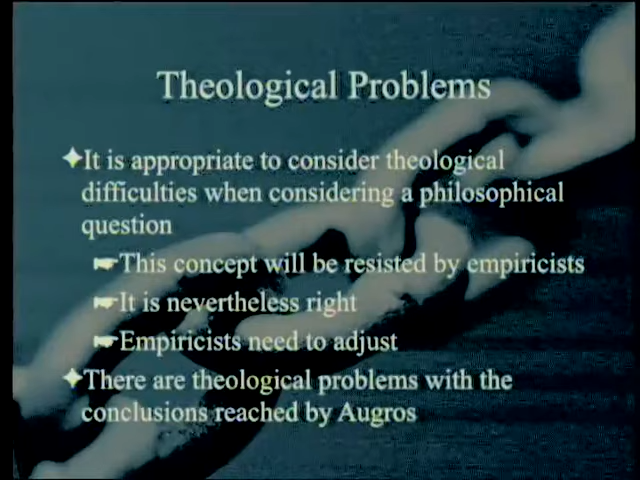 Theological Problems
It is appropriate to consider theological
difficulties when considering a philosophical
question
This concept will be resisted by empiricists
It is nevertheless right
Empiricists need to adjust
There are theological problems with the
conclusions reached by Augros